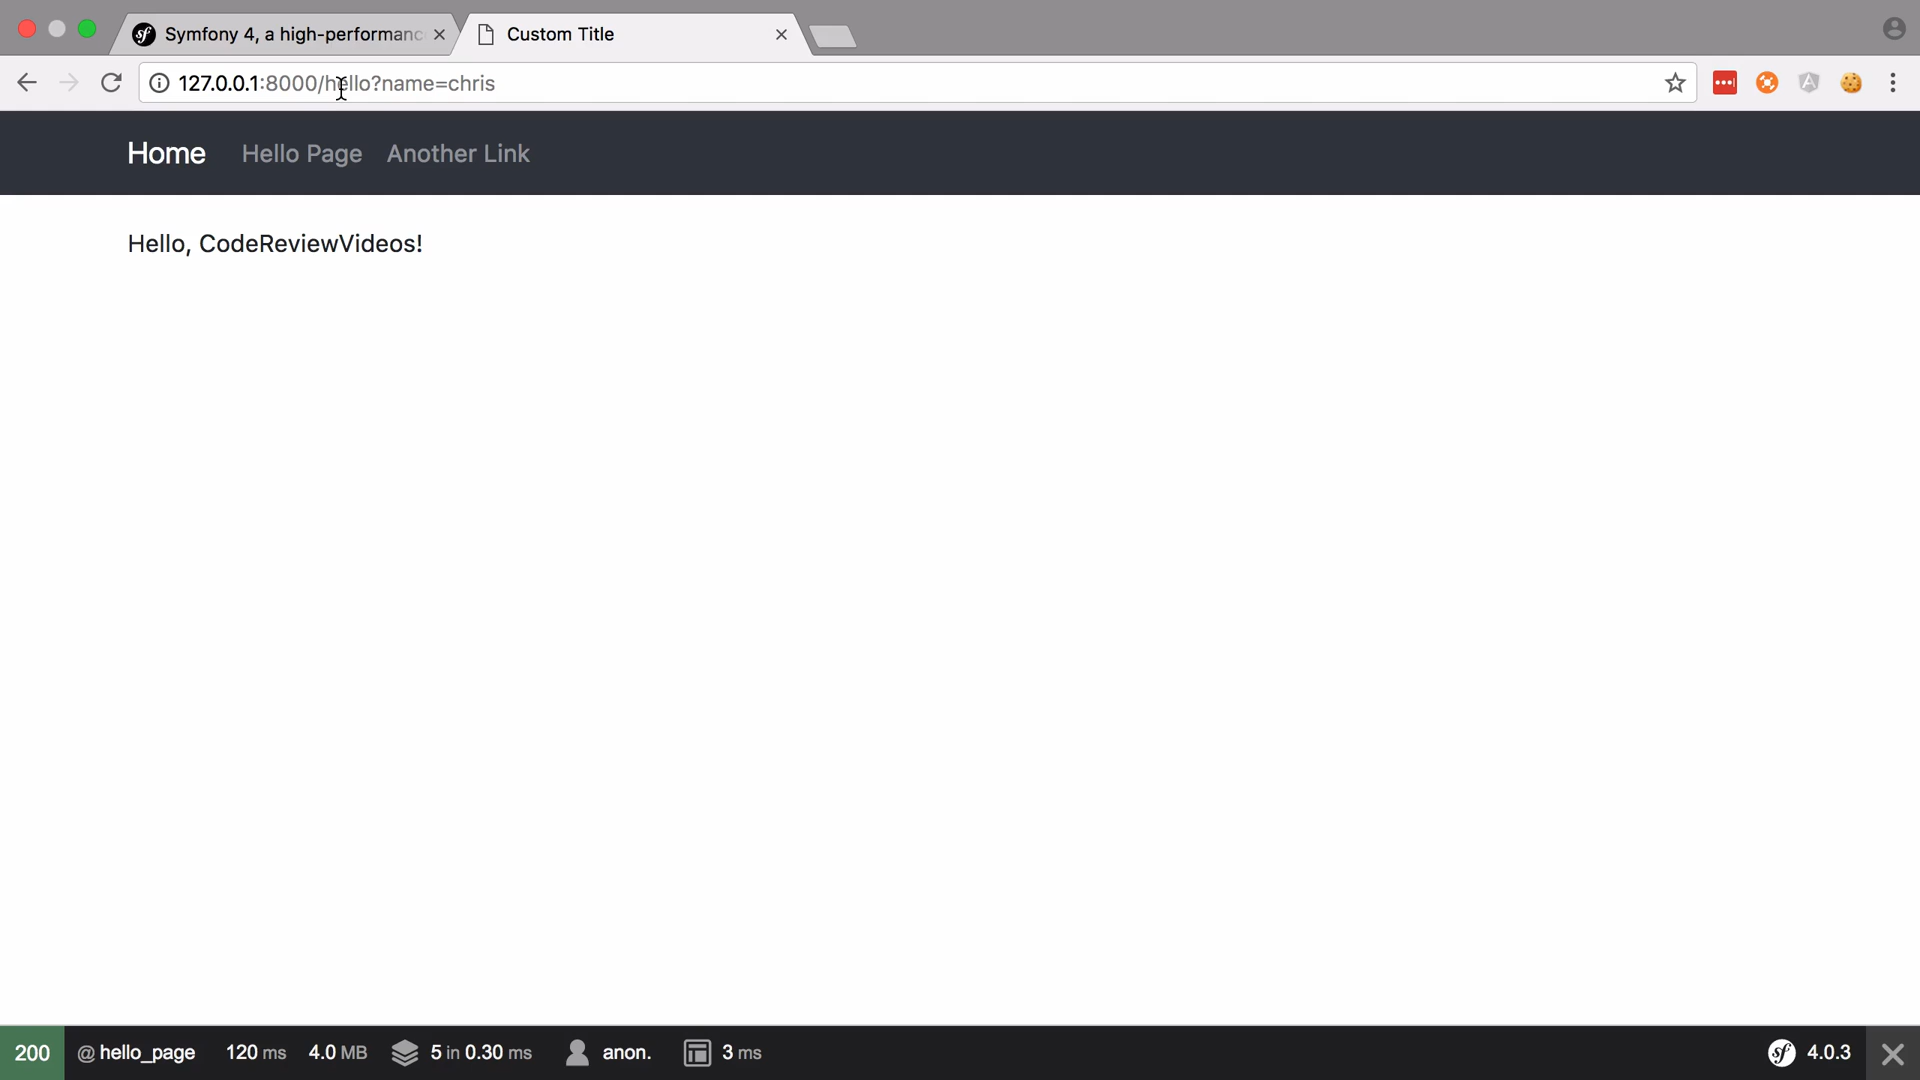 Symfony 4, a high-performanc
Custom Title
127.0.0.1:8000/hello?name=chris
Home Hello Page Another Link
Hello, CodeReviewVideos!
200 @ hello_page 120 ms 4.0 MB 5 in 0.30 ms anon. 3 ms 4.0.3